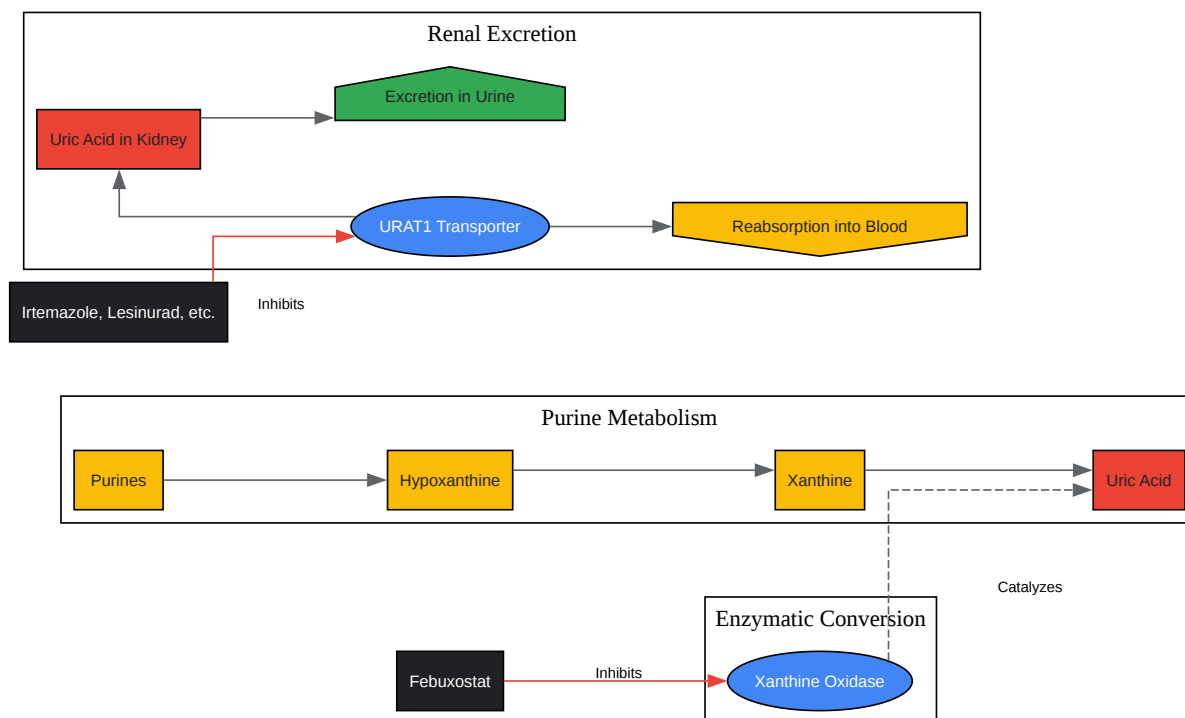 Renal Excretion
Excretion in Urine
Uric Acid in Kidney
URAT1 Transporter
Reabsorption into Blood
Irtemazole, Lesinurad, etc.
Inhibits
Purine Metabolism
Purines
Hypoxanthine
Xanthine
Uric Acid
Catalyzes
Enzymatic Conversion
Febuxostat
Inhibits
Xanthine Oxidase